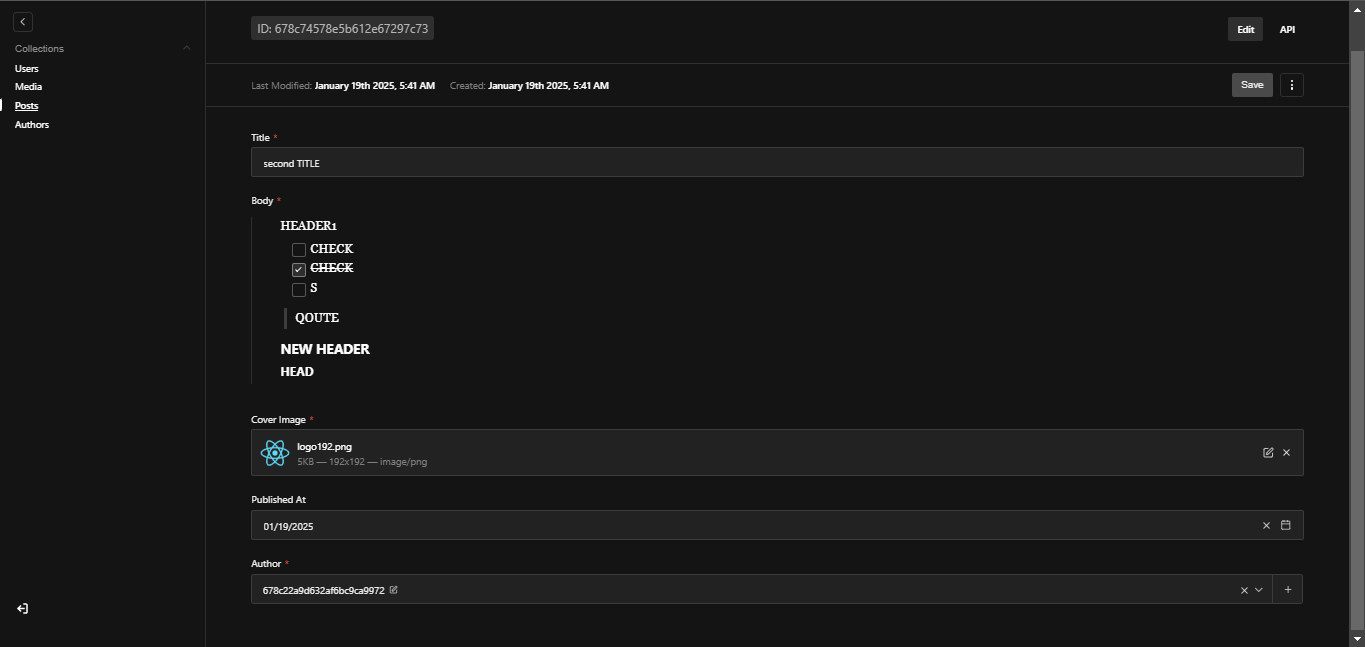 ID: 678c74578e5b612e67297c73
Edit
API
Collections
Users
Media
Posts
Authors
Last Modified: January 19th 2025, 5:41 AM
Created: January 19th 2025, 5:41 AM
Save
Title *
second TITLE
Body *
HEADER1
CHECK
CHECK
S
QOUTE
NEW HEADER
HEAD
Cover Image *
logo192.png
5KB — 192x192 — image/png
Published At
01/19/2025
Author *
678c22a9d632af6bc9ca9972